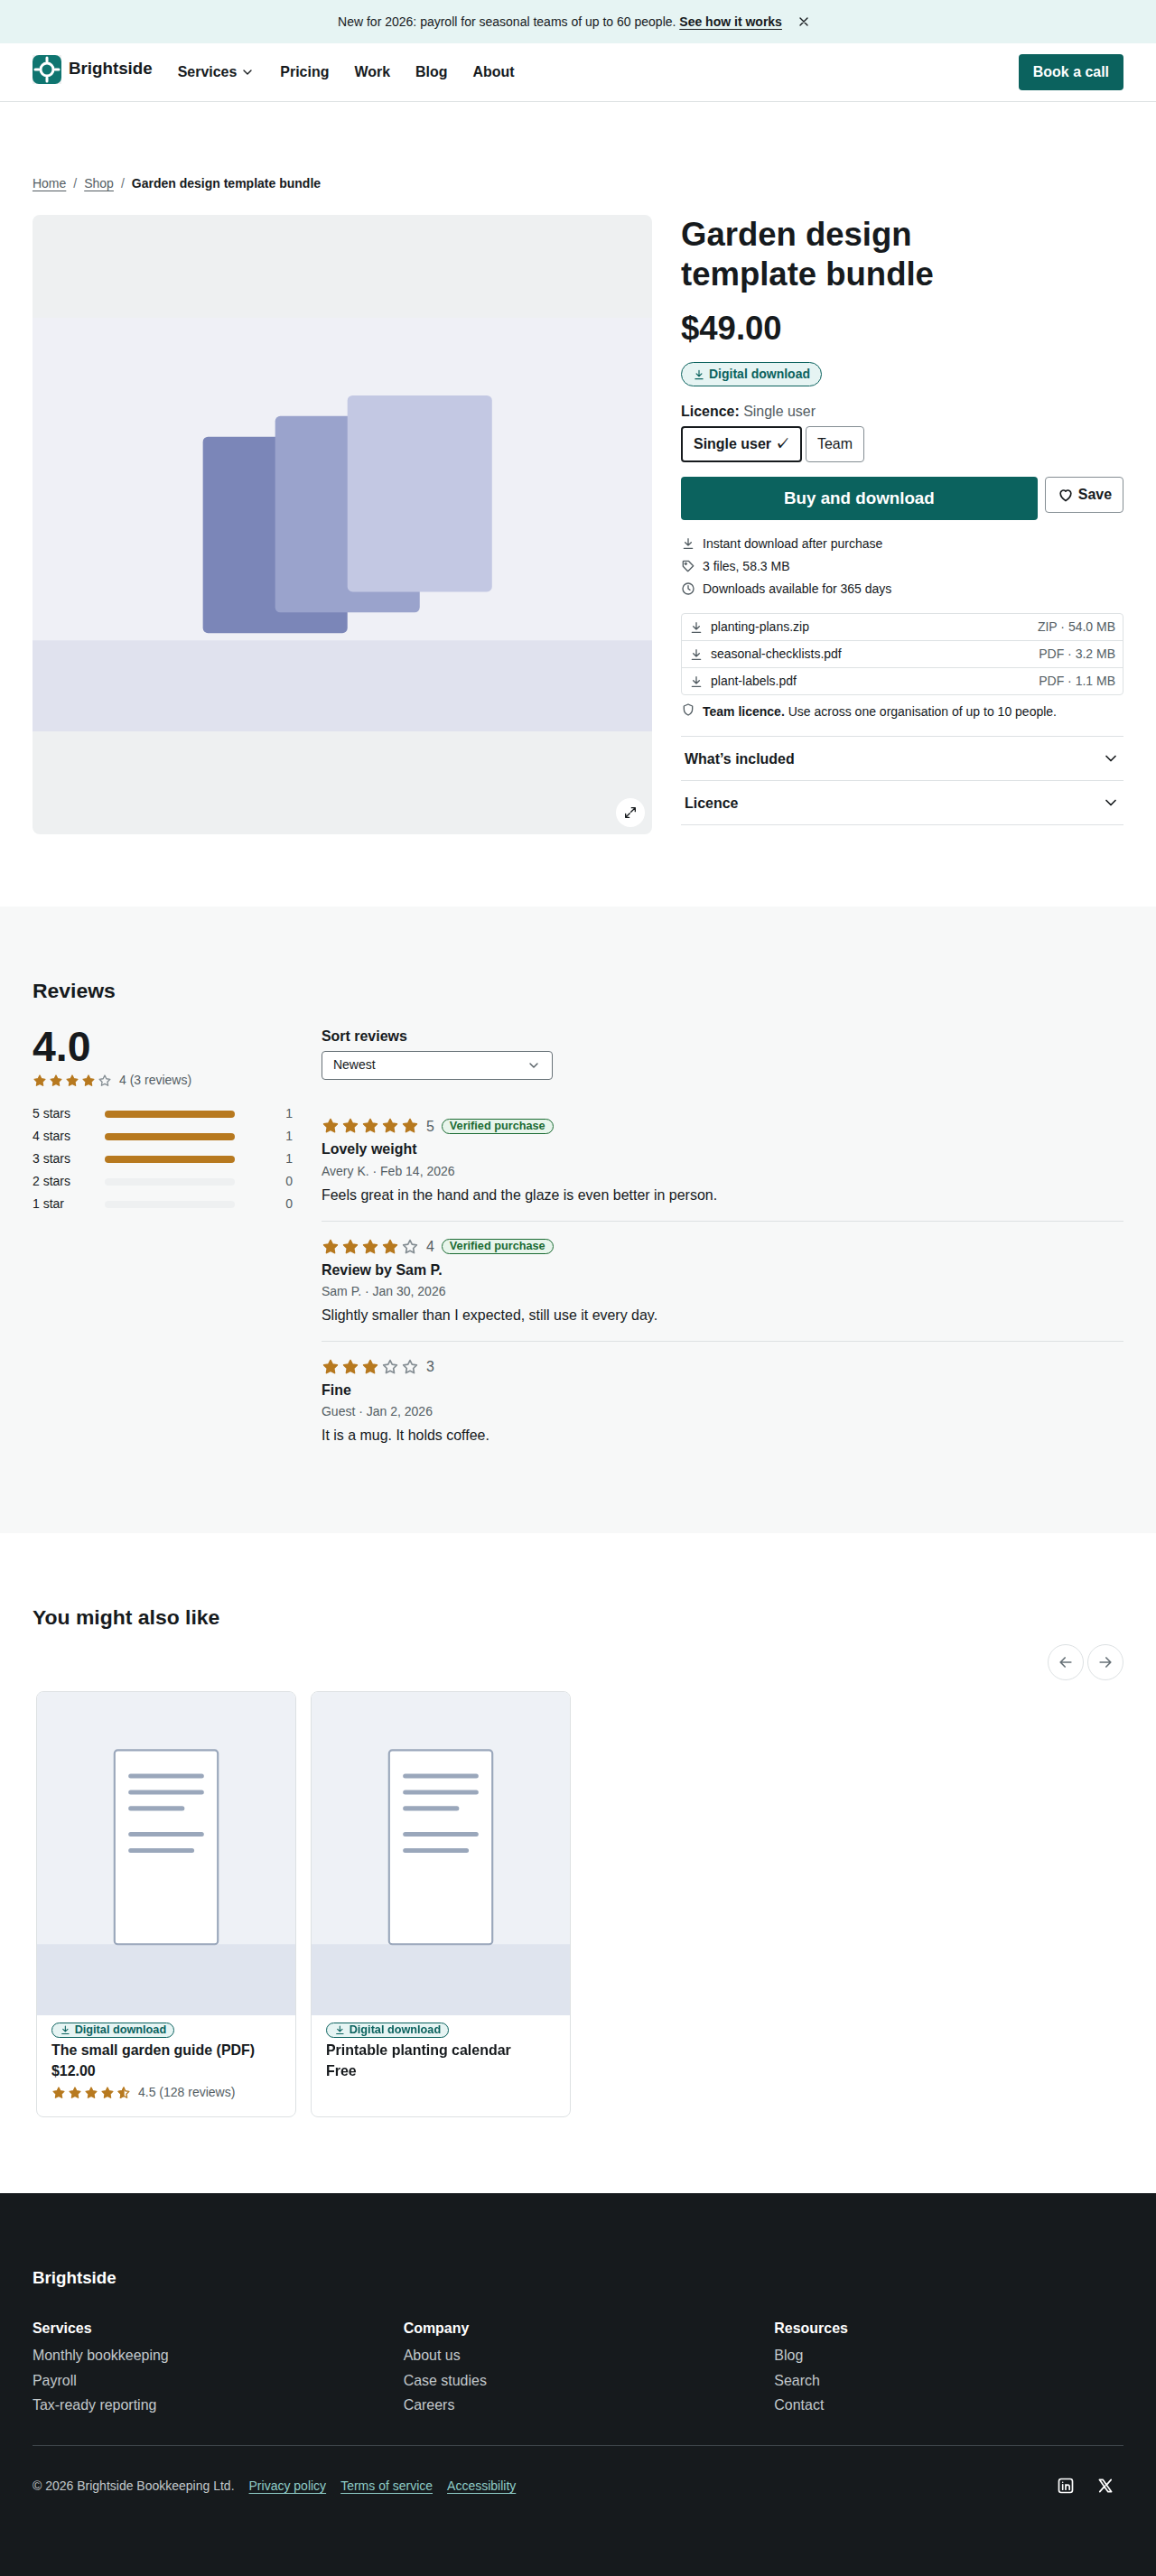 New for 2026: payroll for seasonal teams of up to 60 people. See how it works
Brightside
Services
Pricing
Work
Blog
About
Book a call
Home / Shop / Garden design template bundle
Garden design
template bundle
$49.00
Digital download
Licence: Single user
Single user ✓
Team
Buy and download
Save
Instant download after purchase
3 files, 58.3 MB
Downloads available for 365 days
planting-plans.zip ZIP · 54.0 MB
seasonal-checklists.pdf PDF · 3.2 MB
plant-labels.pdf PDF · 1.1 MB
Team licence. Use across one organisation of up to 10 people.
What’s included
Licence
Reviews
4.0
4 (3 reviews)
5 stars 1
4 stars 1
3 stars 1
2 stars 0
1 star 0
Sort reviews
Newest
5 Verified purchase
Lovely weight
Avery K. · Feb 14, 2026
Feels great in the hand and the glaze is even better in person.
4 Verified purchase
Review by Sam P.
Sam P. · Jan 30, 2026
Slightly smaller than I expected, still use it every day.
3
Fine
Guest · Jan 2, 2026
It is a mug. It holds coffee.
You might also like
Digital download
The small garden guide (PDF)
$12.00
4.5 (128 reviews)
Digital download
Printable planting calendar
Free
Brightside
Services
Monthly bookkeeping
Payroll
Tax-ready reporting
Company
About us
Case studies
Careers
Resources
Blog
Search
Contact
© 2026 Brightside Bookkeeping Ltd. Privacy policy Terms of service Accessibility